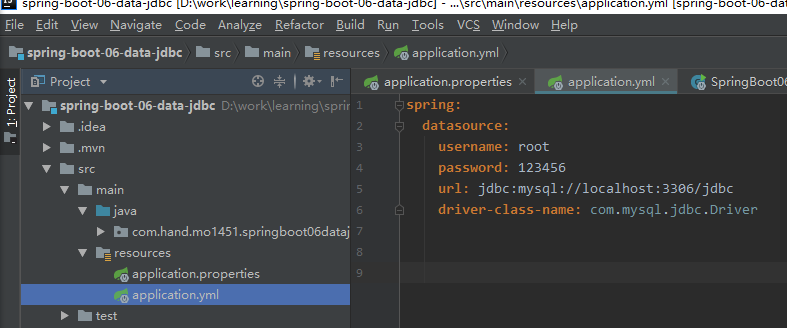 spring-boot-06-data-jdbc [D:\work\learning\spring-boot-06-data-jdbc] - ...\src\main\resources\application.yml [spring-boot-06-data-
File Edit View Navigate Code Analyze Refactor Build Run Tools VCS Window Help
spring-boot-06-data-jdbc src main resources application.yml
1: Project
Project
application.properties application.yml SpringBoot06
spring-boot-06-data-jdbc D:\work\learning\sprin
.idea
.mvn
src
main
java
com.hand.mo1451.springboot06dataj
resources
application.properties
application.yml
test
1 spring:
2 datasource:
3 username: root
4 password: 123456
5 url: jdbc:mysql://localhost:3306/jdbc
6 driver-class-name: com.mysql.jdbc.Driver
7
8
9